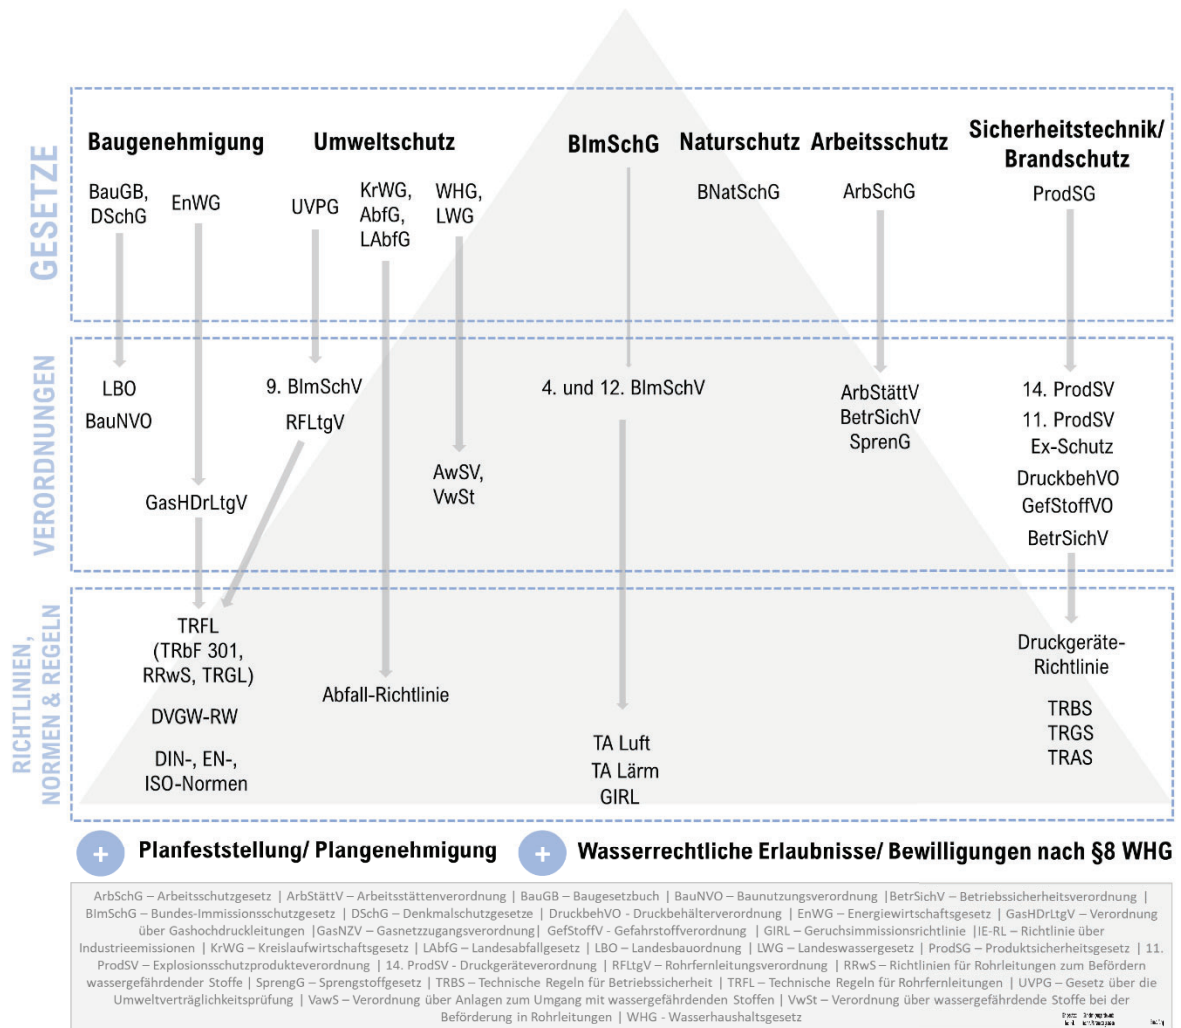 GESETZE
Baugenehmigung
Umweltschutz
BImSchG
Naturschutz
Arbeitsschutz
Sicherheitstechnik/
Brandschutz
BauGB,
DSchG
EnWG
UVPG
KrWG,
AbfG,
LAbfG
WHG,
LWG
BNatSchG
ArbSchG
ProdSG
VERORDNUNGEN
LBO
BauNVO
GasHDrLtgV
9. BImSchV
RFLtgV
AwSV,
VwSt
4. und 12. BImSchV
ArbStättV
BetrSichV
SprenG
14. ProdSV
11. ProdSV
Ex-Schutz
DruckbehVO
GefStoffVO
BetrSichV
RICHTLINIEN,
NORMEN & REGELN
TRFL
(TRbF 301,
RRwS, TRGL)
DVGW-RW
DIN-, EN-,
ISO-Normen
Abfall-Richtlinie
TA Luft
TA Lärm
GIRL
Druckgeräte-
Richtlinie
TRBS
TRGS
TRAS
+ Planfeststellung/ Plangenehmigung
+ Wasserrechtliche Erlaubnisse/ Bewilligungen nach §8 WHG
ArbSchG – Arbeitsschutzgesetz | ArbStättV – Arbeitsstättenverordnung | BauGB – Baugesetzbuch | BauNVO – Baunutzungsverordnung |BetrSichV – Betriebssicherheitsverordnung |
BImSchG – Bundes-Immissionsschutzgesetz | DSchG – Denkmalschutzgesetze | DruckbehVO - Druckbehälterverordnung | EnWG – Energiewirtschaftsgesetz | GasHDrLtgV – Verordnung
über Gashochdruckleitungen |GasNZV – Gasnetzzugangsverordnung| GefStoffV - Gefahrstoffverordnung | GIRL – Geruchsimmissionsrichtlinie |IE-RL – Richtlinie über
Industrieemissionen | KrWG – Kreislaufwirtschaftsgesetz | LAbfG – Landesabfallgesetz | LBO – Landesbauordnung | LWG – Landeswassergesetz | ProdSG – Produktsicherheitsgesetz | 11.
ProdSV – Explosionsschutzprodukteverordnung | 14. ProdSV - Druckgeräteverordnung | RFLtgV – Rohrfernleitungsverordnung | RRwS – Richtlinien für Rohrleitungen zum Befördern
wassergefährdender Stoffe | SprengG – Sprengstoffgesetz | TRBS – Technische Regeln für Betriebssicherheit | TRFL – Technische Regeln für Rohrfernleitungen | UVPG – Gesetz über die
Umweltverträglichkeitsprüfung | VawS – Verordnung über Anlagen zum Umgang mit wassergefährdenden Stoffen | VwSt – Verordnung über wassergefährdende Stoffe bei der
Beförderung in Rohrleitungen | WHG - Wasserhaushaltsgesetz